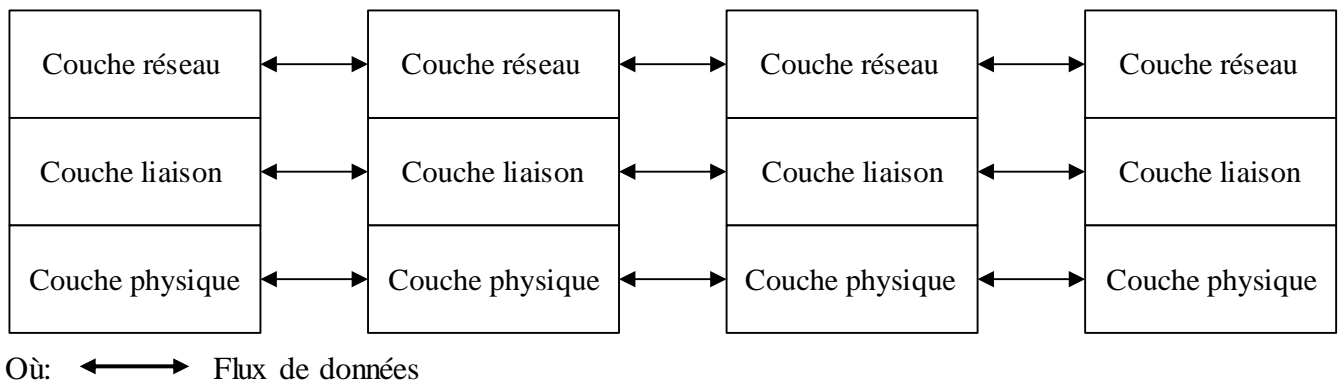 Couche réseau Couche réseau Couche réseau Couche réseau
Couche liaison Couche liaison Couche liaison Couche liaison
Couche physique Couche physique Couche physique Couche physique
Où: Flux de données